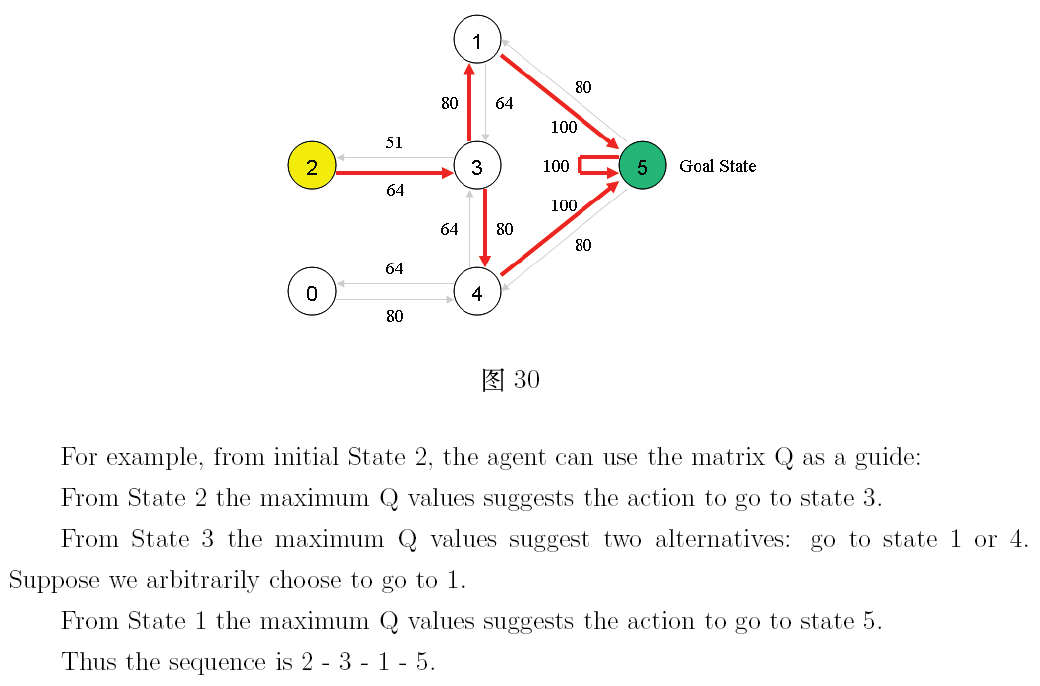 1
80
64
80
100
51
2
3
100
5
Goal State
64
100
64
80
80
64
0
4
80
图 30
For example, from initial State 2, the agent can use the matrix Q as a guide:
From State 2 the maximum Q values suggests the action to go to state 3.
From State 3 the maximum Q values suggest two alternatives: go to state 1 or 4.
Suppose we arbitrarily choose to go to 1.
From State 1 the maximum Q values suggests the action to go to state 5.
Thus the sequence is 2 - 3 - 1 - 5.